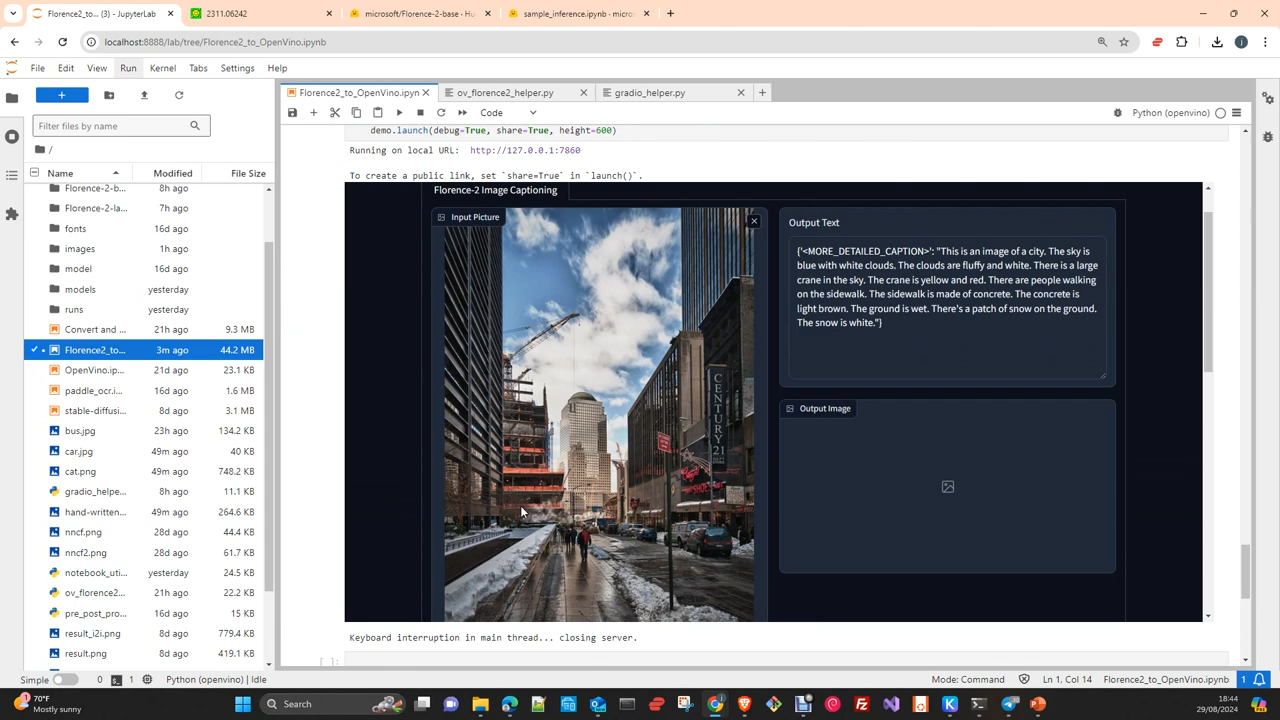 Florence2_to... (3) - JupyterLab
2311.06242
microsoft/Florence-2-base · Hu
sample_inference.ipynb · micros
localhost:8888/lab/tree/Florence2_to_OpenVino.ipynb
File Edit View Run Kernel Tabs Settings Help
Florence2_to_OpenVino.ipyn
ov_florence2_helper.py
gradio_helper.py
Code
Python (openvino)
Filter files by name
/
Name Modified File Size
Florence-2-b... 8h ago
Florence-2-la... 7h ago
fonts 16d ago
images 1h ago
model 16d ago
models yesterday
runs yesterday
Convert and ... 21h ago 9.3 MB
Florence2_to... 3m ago 44.2 MB
OpenVino.ip... 21d ago 23.1 KB
paddle_ocr.i... 16d ago 1.6 MB
stable-diffusi... 8d ago 3.1 MB
bus.jpg 23h ago 134.2 KB
car.jpg 49m ago 40 KB
cat.png 49m ago 748.2 KB
gradio_helpe... 8h ago 11.1 KB
hand-written... 49m ago 264.6 KB
nncf.png 28d ago 44.4 KB
nncf2.png 28d ago 61.7 KB
notebook_uti... yesterday 24.5 KB
ov_florence2... 21h ago 22.2 KB
pre_post_pro... 16d ago 15 KB
result_i2i.png 8d ago 779.4 KB
result.png 8d ago 419.1 KB
demo.launch(debug=True, share=True, height=600)
Running on local URL: http://127.0.0.1:7860
To create a public link, set `share=True` in `launch()`.
Florence-2 Image Captioning
Input Picture
CENTURY 21
Output Text
{'<MORE_DETAILED_CAPTION>': "This is an image of a city. The sky is
blue with white clouds. The clouds are fluffy and white. There is a large
crane in the sky. The crane is yellow and red. There are people walking
on the sidewalk. The sidewalk is made of concrete. The concrete is
light brown. The ground is wet. There's a patch of snow on the ground.
The snow is white."}
Output Image
Keyboard interruption in main thread... closing server.
[ ]:
Simple 0 1 Python (openvino) | Idle
Mode: Command Ln 1, Col 14 Florence2_to_OpenVino.ipynb 1
70°F
Mostly sunny
Search
18:44
29/08/2024